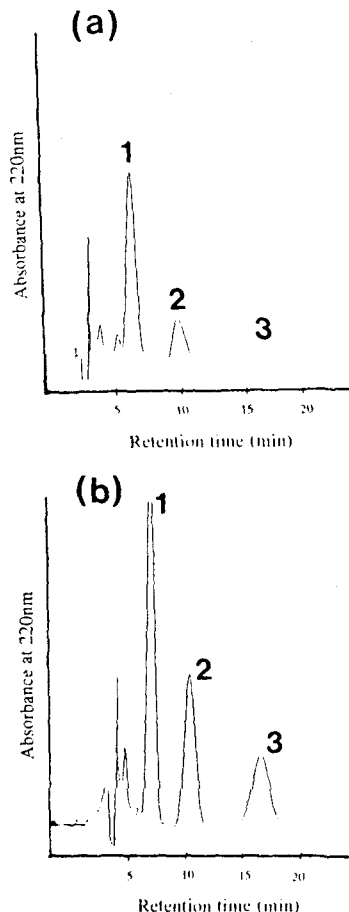 (a)
Absorbance at 220nm
1
2
3
5 10 15 20
Retention time (min)
(b)
Absorbance at 220nm
1
2
3
5 10 15 20
Retention time (min)